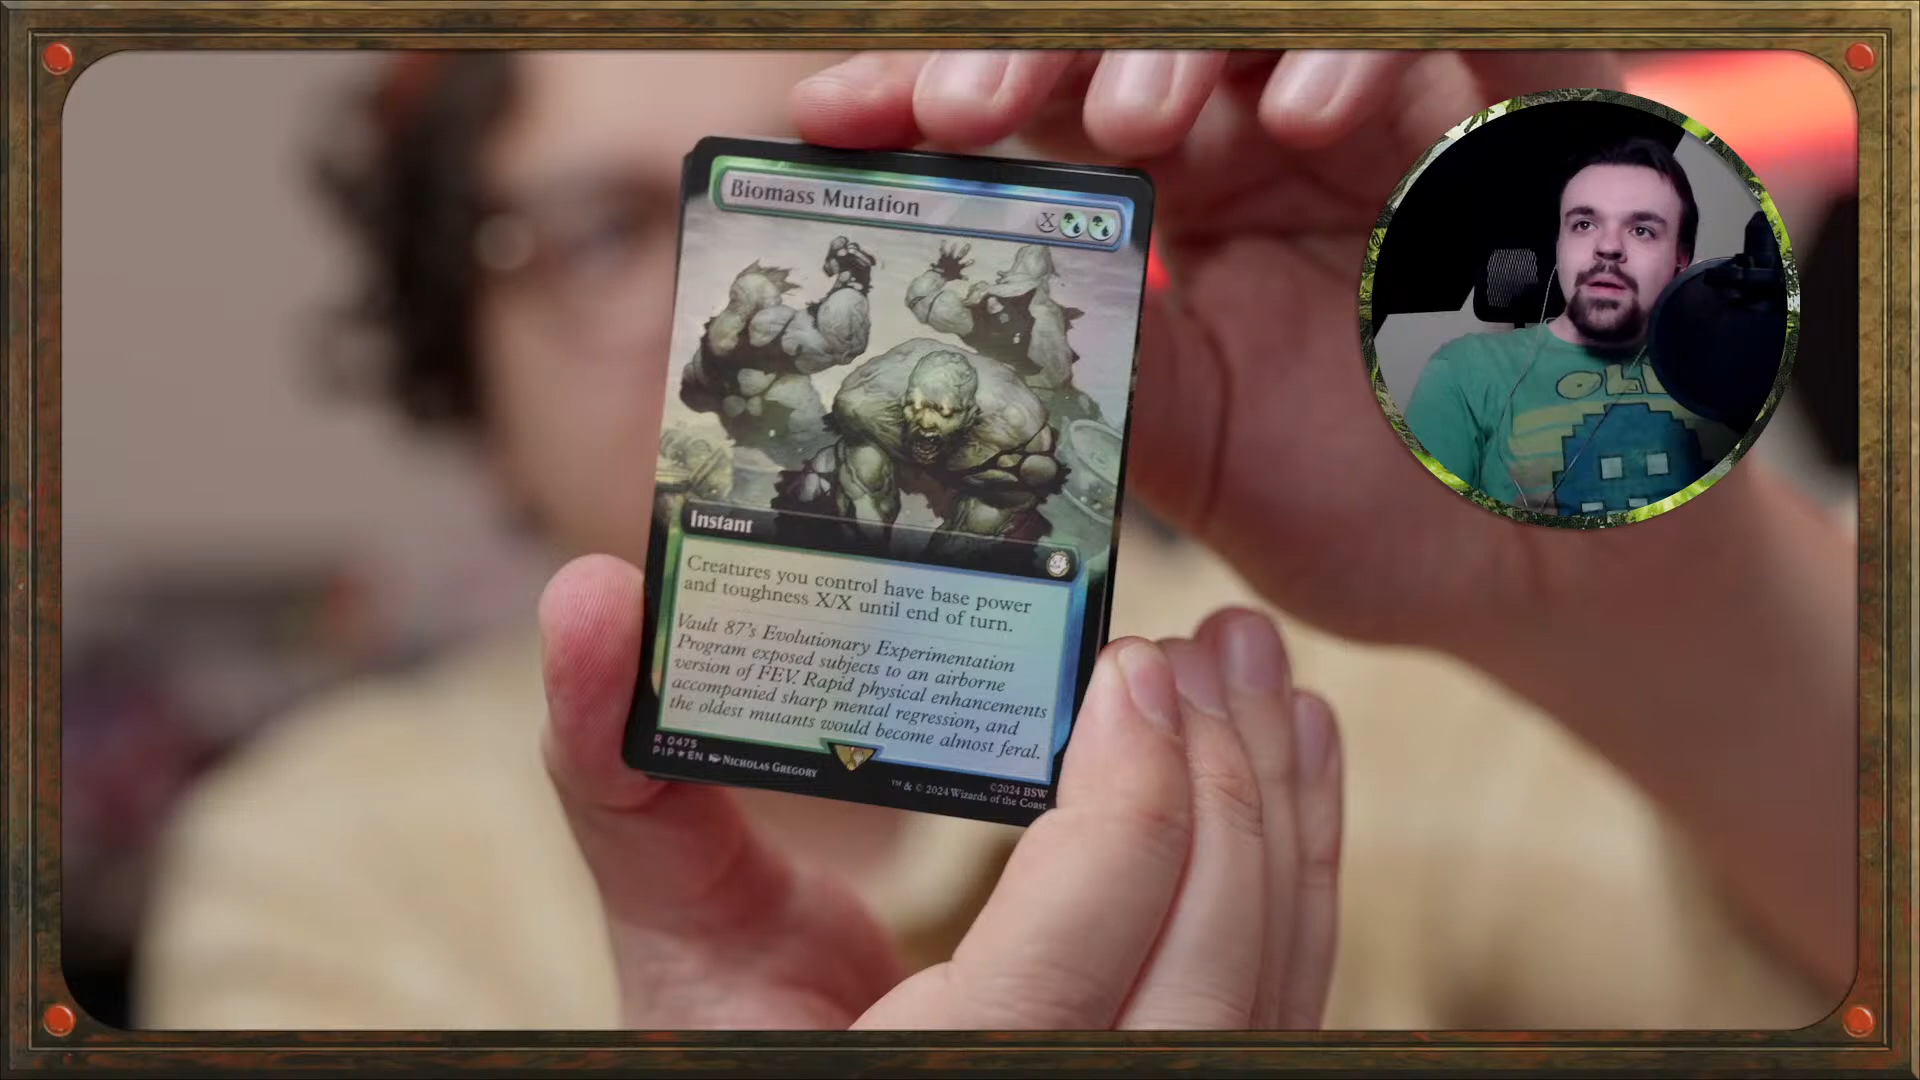 Biomass Mutation
X
Instant
Creatures you control have base power
and toughness X/X until end of turn.
Vault 87's Evolutionary Experimentation
Program exposed subjects to an airborne
version of FEV. Rapid physical enhancements
accompanied sharp mental regression, and
the oldest mutants would become almost feral.
R 0475
PIP★EN NICHOLAS GREGORY
©2024 BSW
™ & © 2024 Wizards of the Coast